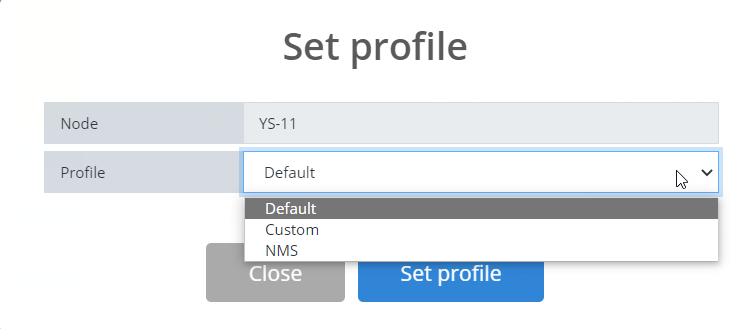 Set profile
Node YS-11
Profile Default
Default
Custom
NMS
Close Set profile